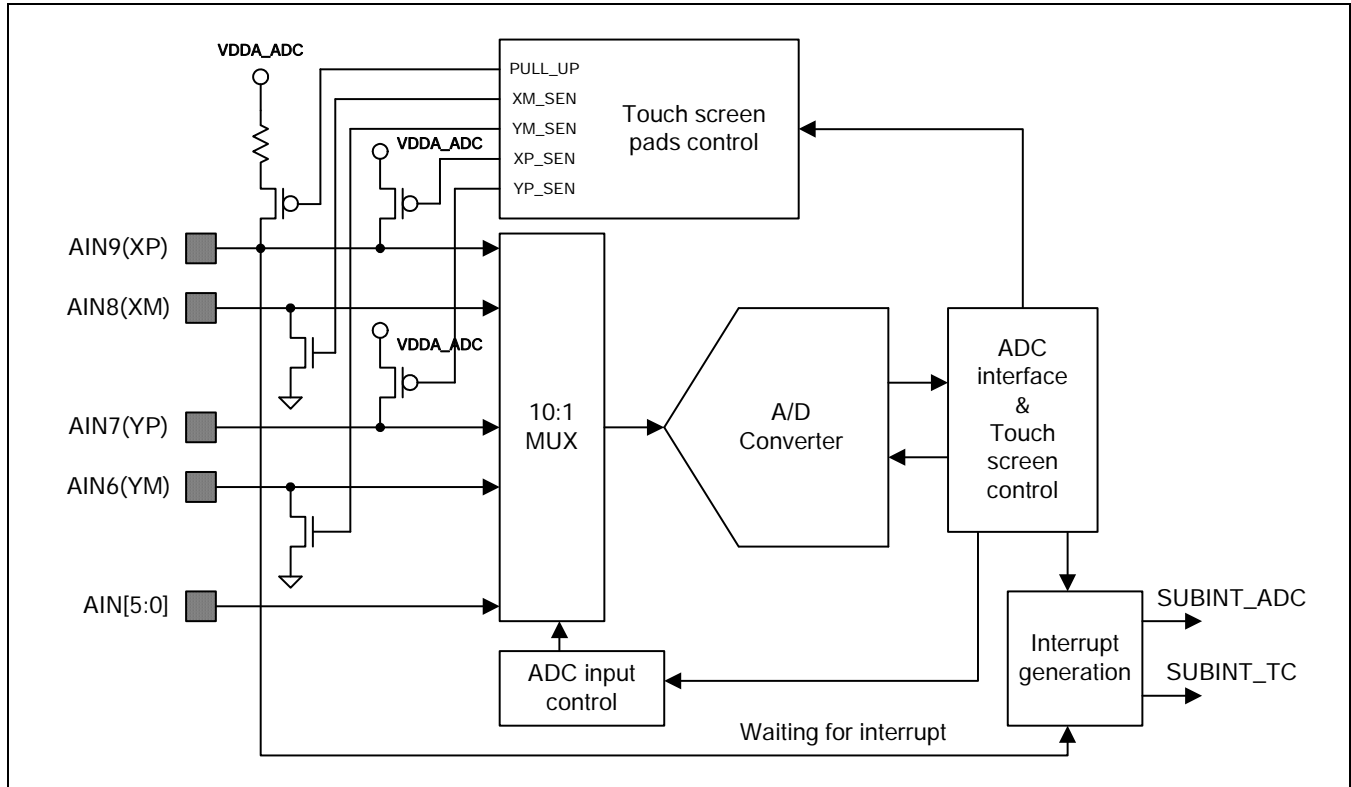 VDDA_ADC
PULL_UP
XM_SEN
YM_SEN
XP_SEN
YP_SEN
Touch screen
pads control
VDDA_ADC
AIN9(XP)
AIN8(XM)
VDDA_ADC
AIN7(YP)
AIN6(YM)
AIN[5:0]
10:1
MUX
A/D
Converter
ADC
interface
&
Touch
screen
control
ADC input
control
Interrupt
generation
SUBINT_ADC
SUBINT_TC
Waiting for interrupt